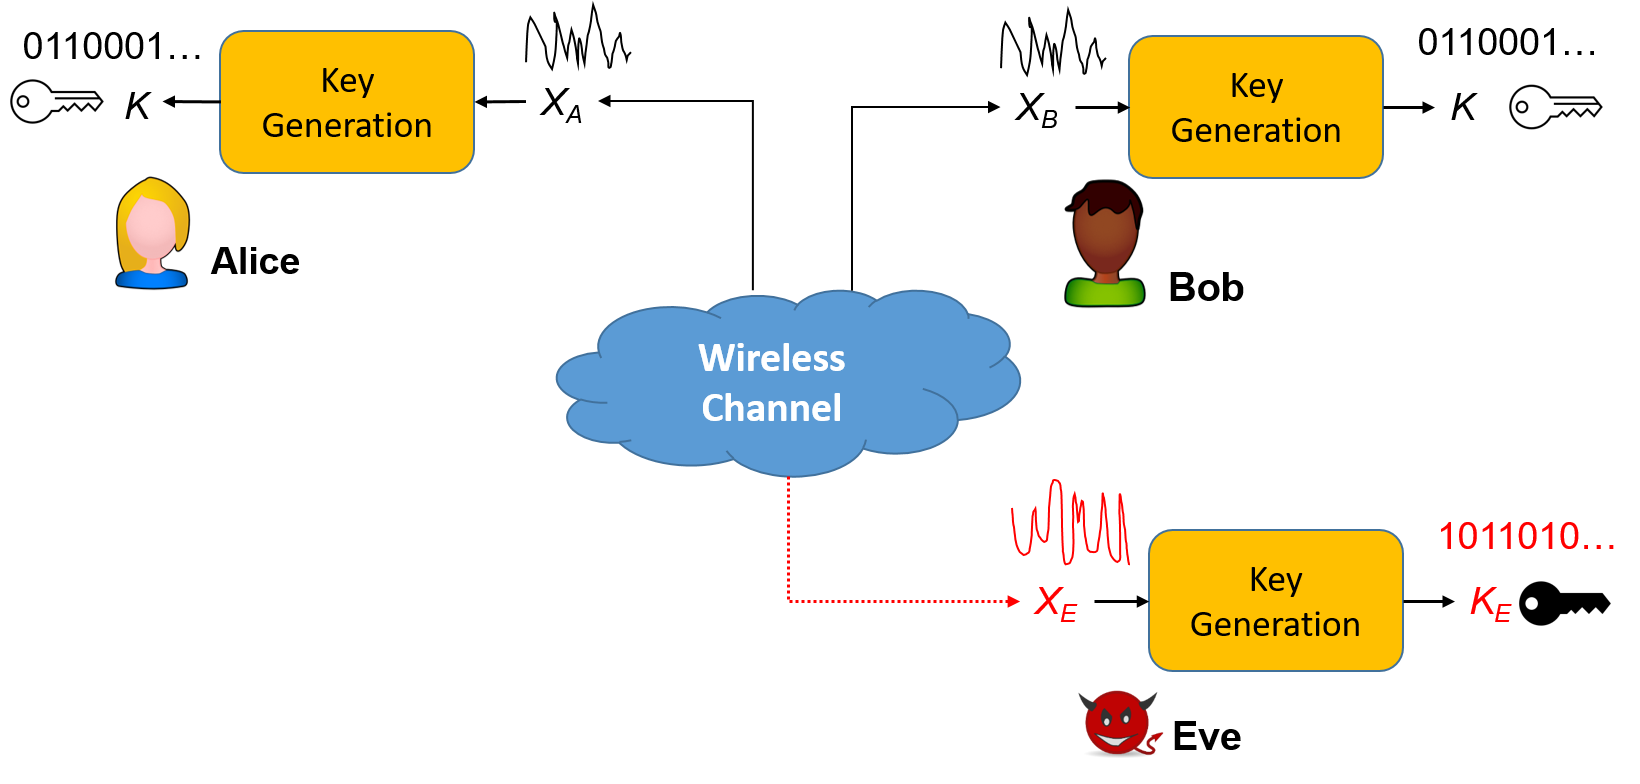 0110001…
Key
Generation
K
X_A
Alice
0110001…
X_B
Key
Generation
K
Bob
Wireless
Channel
1011010…
X_E
Key
Generation
K_E
Eve